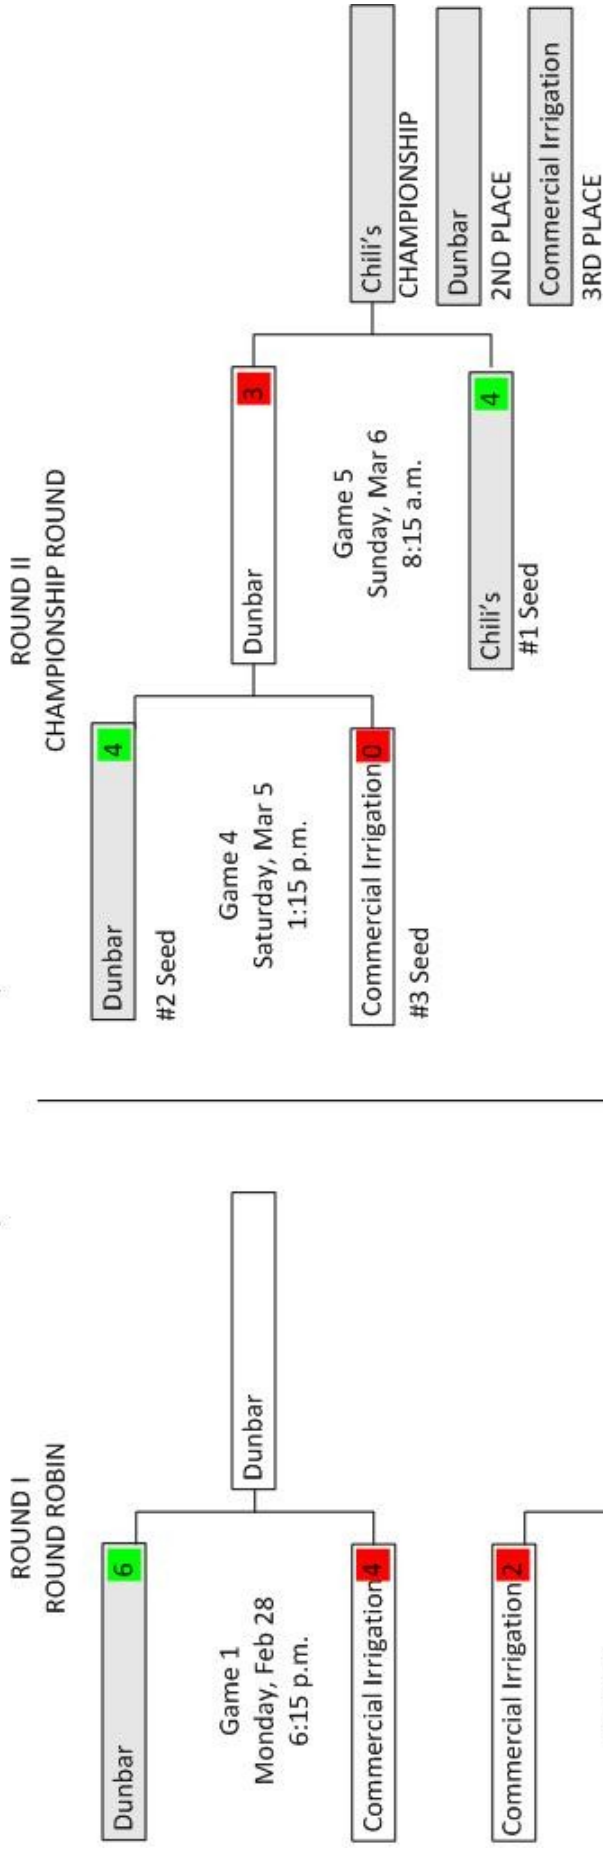 ROUND I
ROUND ROBIN
Dunbar
6
Game 1
Monday, Feb 28
6:15 p.m.
Dunbar
Commercial Irrigation
4
Commercial Irrigation
2
ROUND II
CHAMPIONSHIP ROUND
Dunbar
4
#2 Seed
Game 4
Saturday, Mar 5
1:15 p.m.
Commercial Irrigation
0
#3 Seed
Dunbar
3
Game 5
Sunday, Mar 6
8:15 a.m.
Chili's
4
#1 Seed
Chili's
CHAMPIONSHIP
Dunbar
2ND PLACE
Commercial Irrigation
3RD PLACE